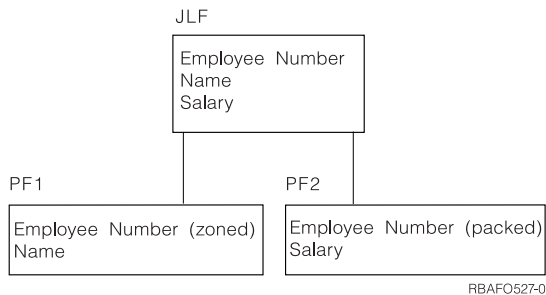 JLF
Employee Number
Name
Salary
PF1
PF2
Employee Number (zoned)
Name
Employee Number (packed)
Salary
RBAFO527-0